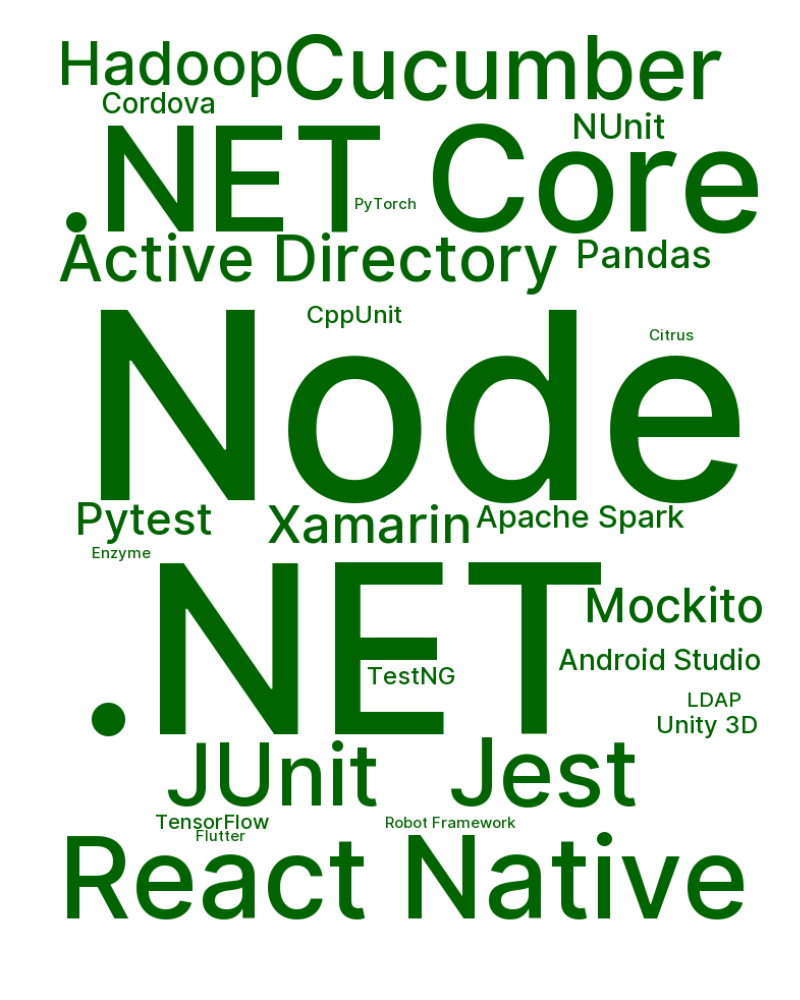 Hadoop Cucumber
Cordova
NUnit
.NET Core
PyTorch
Active Directory Pandas
CppUnit
Citrus
Node
Pytest Xamarin Apache Spark
Enzyme
.NET
Mockito
Android Studio
TestNG
LDAP
Unity 3D
JUnit Jest
TensorFlow Robot Framework
Flutter
React Native